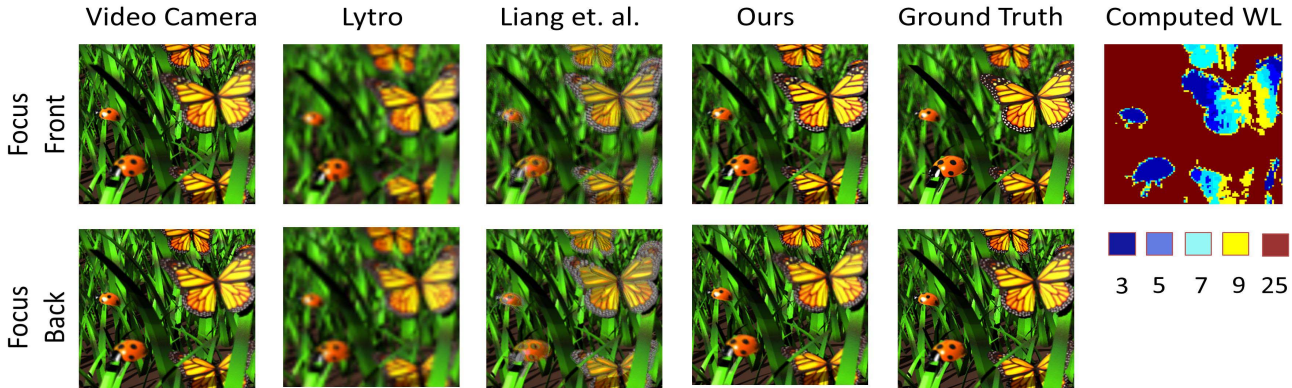 Video Camera Lytro Liang et. al. Ours Ground Truth Computed WL
Focus
Front
Focus
Back
3 5 7 9 25